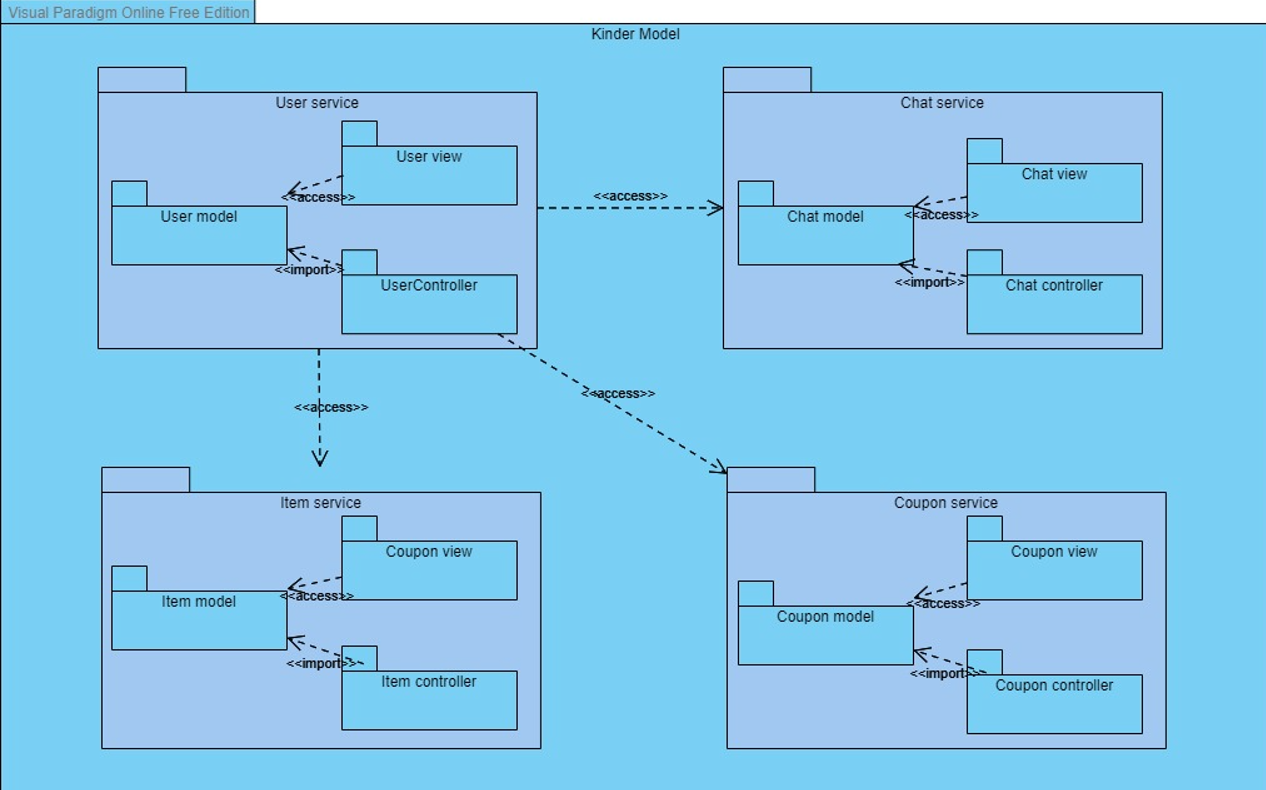 Visual Paradigm Online Free Edition
Kinder Model
User service
User view
<<access>>
User model
<<import>>
UserController
<<access>>
Chat service
Chat view
<<access>>
Chat model
<<import>>
Chat controller
<<access>>
<<access>>
Item service
Coupon view
<<access>>
Item model
<<import>>
Item controller
Coupon service
Coupon view
<<access>>
Coupon model
<<import>>
Coupon controller